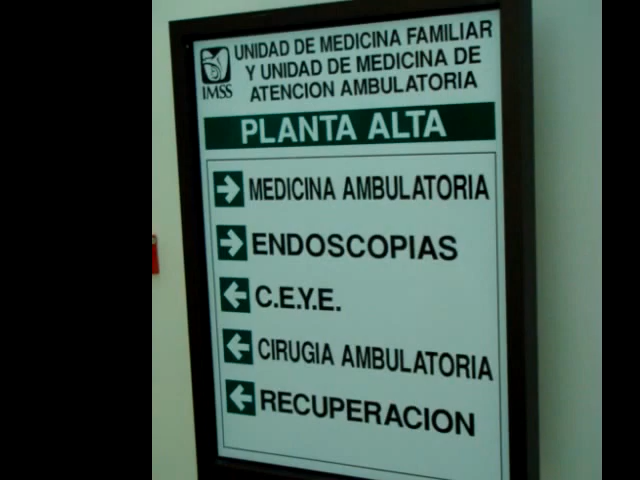 UNIDAD DE MEDICINA FAMILIAR
Y UNIDAD DE MEDICINA DE
ATENCION AMBULATORIA
IMSS
PLANTA ALTA
MEDICINA AMBULATORIA
ENDOSCOPIAS
C.E.Y.E.
CIRUGIA AMBULATORIA
RECUPERACION